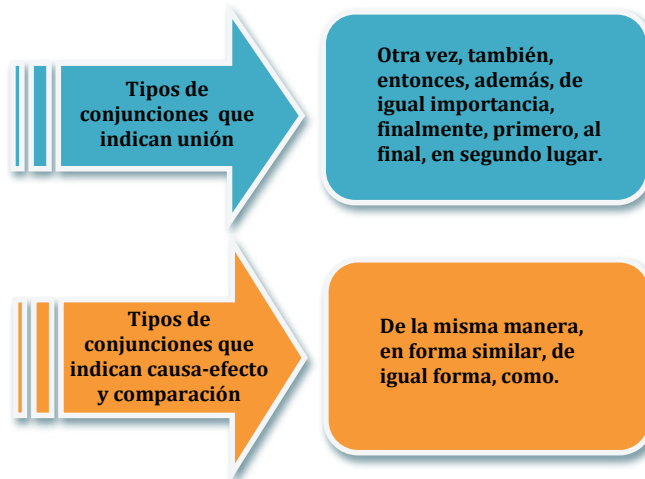 Tipos de
conjunciones que
indican unión
Otra vez, también,
entonces, además, de
igual importancia,
finalmente, primero, al
final, en segundo lugar.
Tipos de
conjunciones que
indican causa-efecto
y comparación
De la misma manera,
en forma similar, de
igual forma, como.